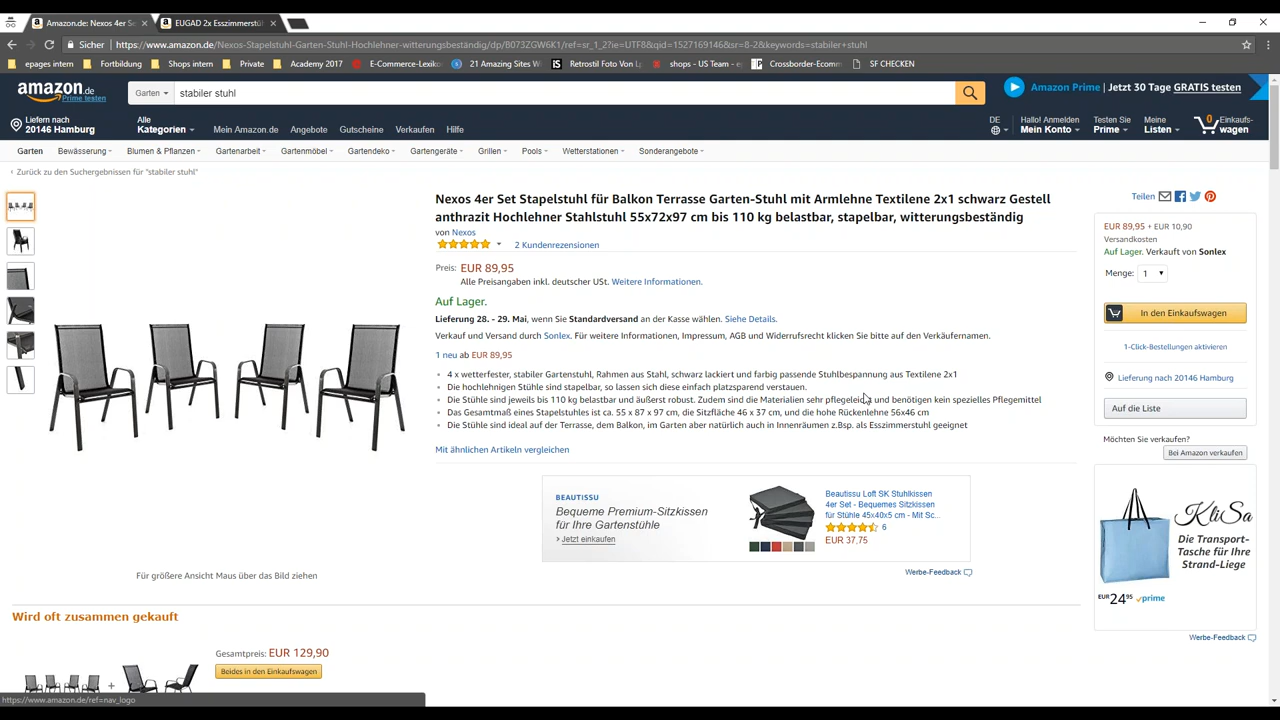 Amazon.de: Nexos 4er Se
EUGAD 2x Esszimmerstüh
Sicher
https://www.amazon.de/Nexos-Stapelstuhl-Garten-Stuhl-Hochlehner-witterungsbeständig/dp/B073ZGW6K1/ref=sr_1_2?ie=UTF8&qid=1527169146&sr=8-2&keywords=stabiler+stuhl
epages intern
Fortbildung
Shops intern
Private
Academy 2017
E-Commerce-Lexiko
21 Amazing Sites Wi
Retrostil Foto Von Lo
shops - US Team - ep
Crossborder-Ecomm
SF CHECKEN
amazon.de
Prime testen
Garten
stabiler stuhl
Amazon Prime | Jetzt 30 Tage GRATIS testen
Liefern nach
20146 Hamburg
Alle
Kategorien
Mein Amazon.de
Angebote
Gutscheine
Verkaufen
Hilfe
DE
Hallo! Anmelden
Mein Konto
Testen Sie
Prime
Meine
Listen
0
Einkaufs-
wagen
Garten
Bewässerung
Blumen & Pflanzen
Gartenarbeit
Gartenmöbel
Gartendeko
Gartengeräte
Grillen
Pools
Wetterstationen
Sonderangebote
‹ Zurück zu den Suchergebnissen für "stabiler stuhl"
Nexos 4er Set Stapelstuhl für Balkon Terrasse Garten-Stuhl mit Armlehne Textilene 2x1 schwarz Gestell
anthrazit Hochlehner Stahlstuhl 55x72x97 cm bis 110 kg belastbar, stapelbar, witterungsbeständig
von Nexos
2 Kundenrezensionen
Preis: EUR 89,95
Alle Preisangaben inkl. deutscher USt. Weitere Informationen.
Auf Lager.
Lieferung 28. - 29. Mai, wenn Sie Standardversand an der Kasse wählen. Siehe Details.
Verkauf und Versand durch Sonlex. Für weitere Informationen, Impressum, AGB und Widerrufsrecht klicken Sie bitte auf den Verkäufernamen.
1 neu ab EUR 89,95
4 x wetterfester, stabiler Gartenstuhl, Rahmen aus Stahl, schwarz lackiert und farbig passende Stuhlbespannung aus Textilene 2x1
Die hochlehnigen Stühle sind stapelbar, so lassen sich diese einfach platzsparend verstauen.
Die Stühle sind jeweils bis 110 kg belastbar und äußerst robust. Zudem sind die Materialien sehr pflegeleicht und benötigen kein spezielles Pflegemittel
Das Gesamtmaß eines Stapelstuhles ist ca. 55 x 87 x 97 cm, die Sitzfläche 46 x 37 cm, und die hohe Rückenlehne 56x46 cm
Die Stühle sind ideal auf der Terrasse, dem Balkon, im Garten aber natürlich auch in Innenräumen z.Bsp. als Esszimmerstuhl geeignet
Mit ähnlichen Artikeln vergleichen
BEAUTISSU
Bequeme Premium-Sitzkissen
für Ihre Gartenstühle
› Jetzt einkaufen
Beautissu Loft SK Stuhlkissen
4er Set - Bequemes Sitzkissen
für Stühle 45x40x5 cm - Mit Sc...
6
EUR 37,75
Werbe-Feedback
Für größere Ansicht Maus über das Bild ziehen
Teilen
EUR 89,95 + EUR 10,90
Versandkosten
Auf Lager. Verkauft von Sonlex
Menge: 1
In den Einkaufswagen
1-Click-Bestellungen aktivieren
Lieferung nach 20146 Hamburg
Auf die Liste
Möchten Sie verkaufen?
Bei Amazon verkaufen
KliSa
Die Transport-
Tasche für Ihre
Strand-Liege
EUR 24 95 prime
Werbe-Feedback
Wird oft zusammen gekauft
Gesamtpreis: EUR 129,90
Beides in den Einkaufswagen
+
https://www.amazon.de/ref=nav_logo